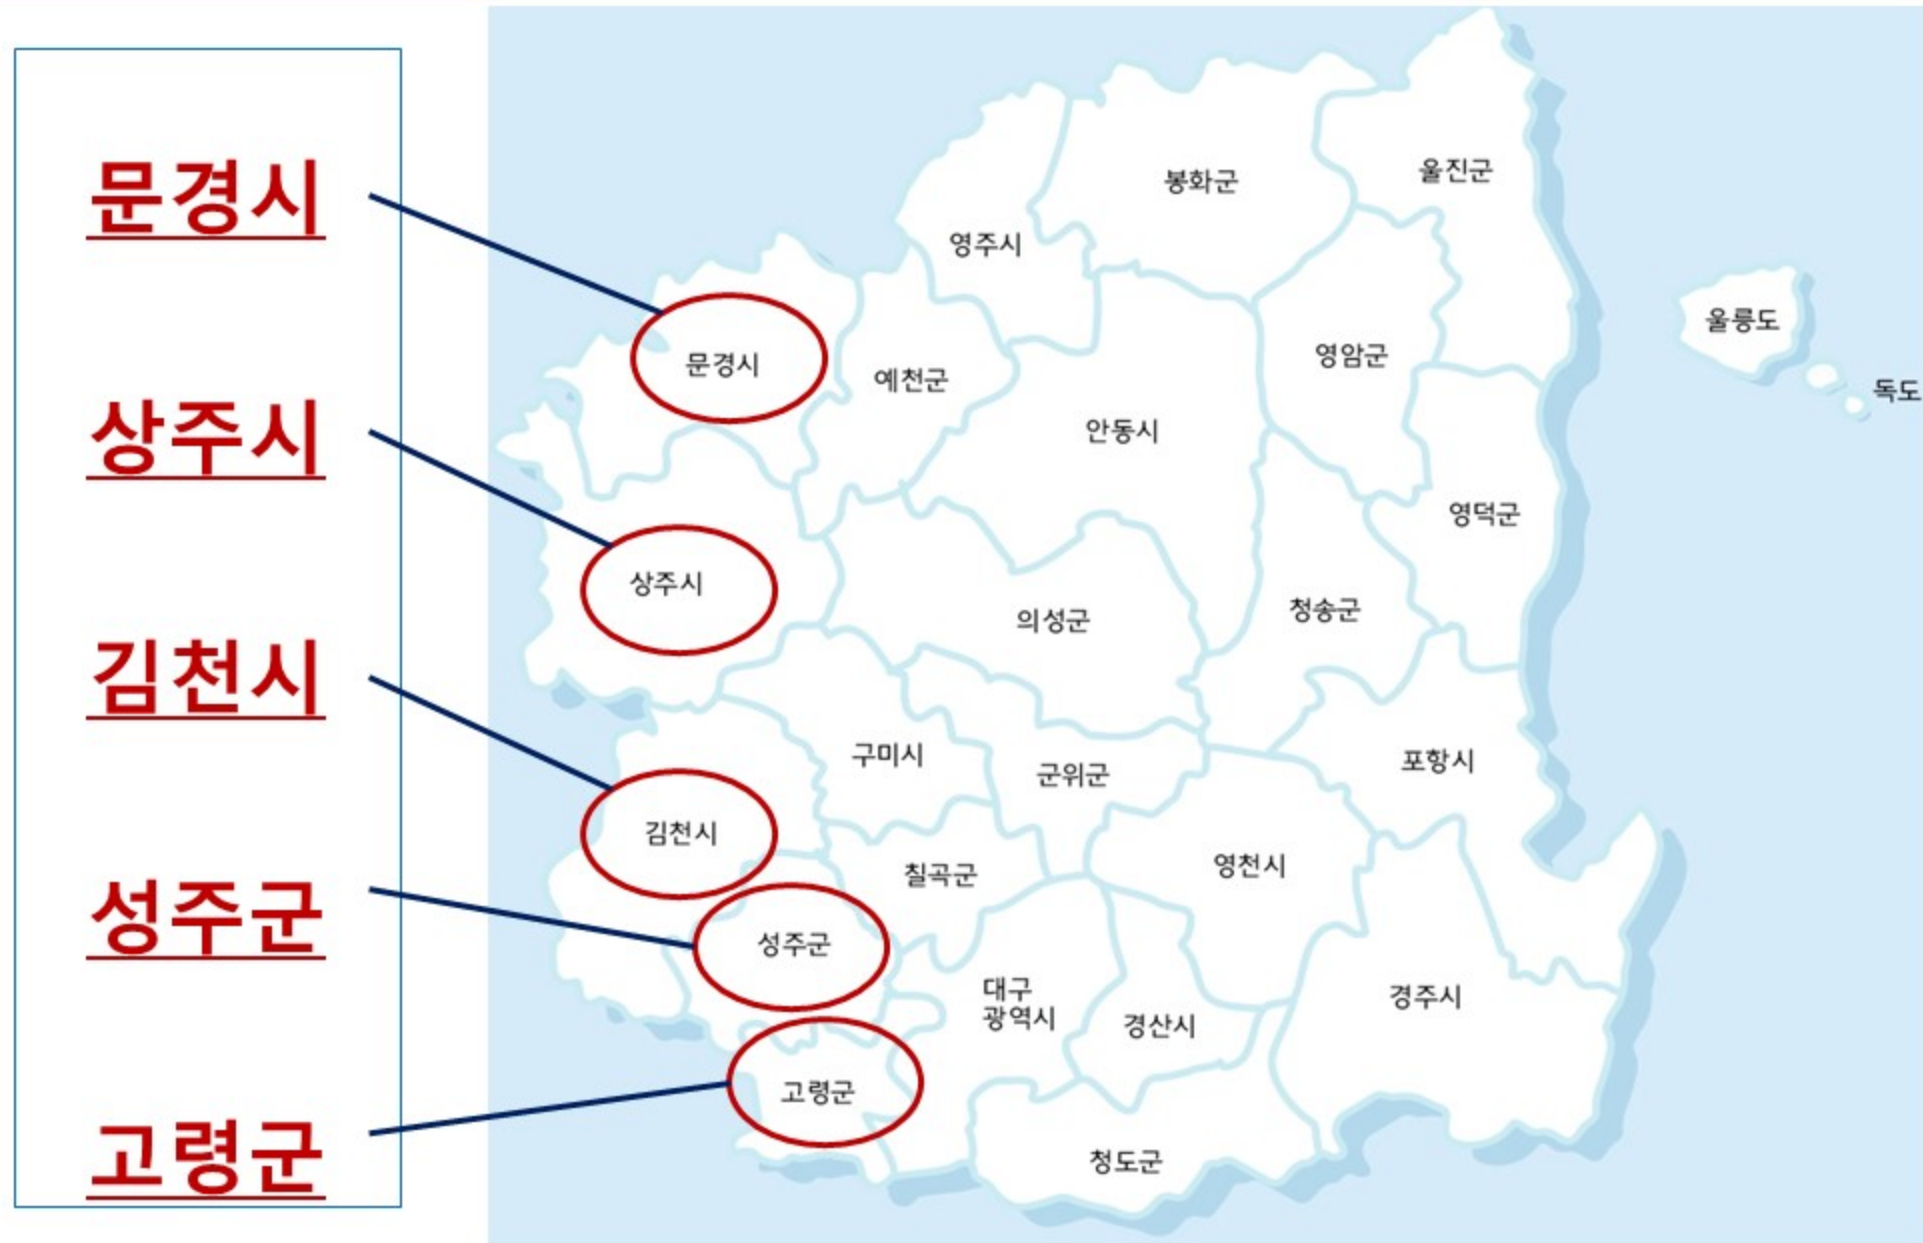 문경시
상주시
김천시
성주군
고령군
울진군
봉화군
영주시
울릉도
영암군
문경시
예천군
독도
안동시
영덕군
상주시
청송군
의성군
구미시
포항시
군위군
김천시
영천시
칠곡군
성주군
대구
광역시
경주시
경산시
고령군
청도군